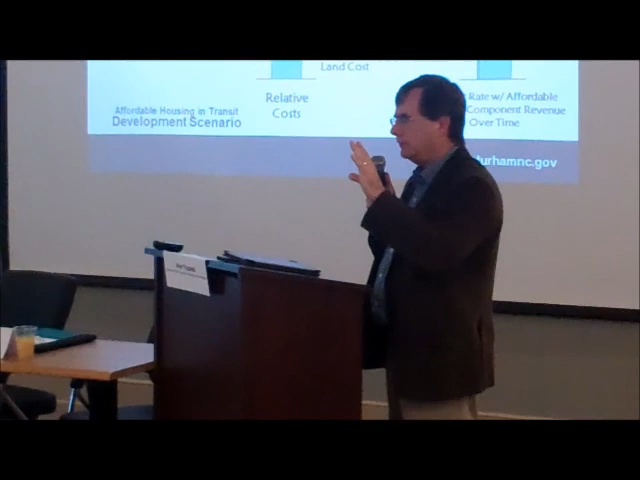 Land Cost
Relative
Costs
Rate w/ Affordable
Component Revenue
Over Time
Affordable Housing in Transit
Development Scenario
durhamnc.gov